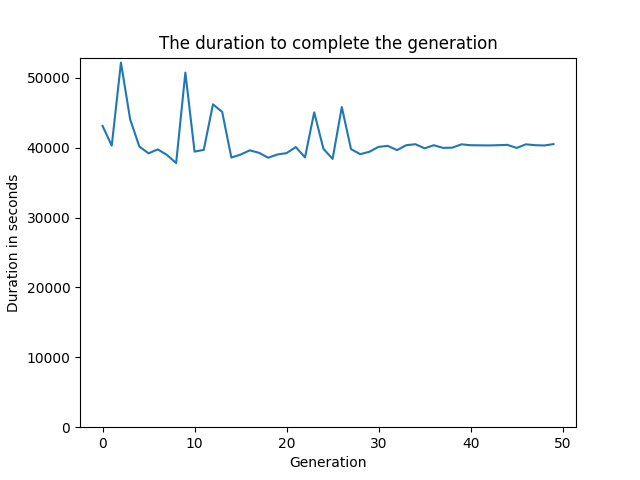 The duration to complete the generation
50000
40000
30000
20000
10000
0
Duration in seconds
0 10 20 30 40 50
Generation